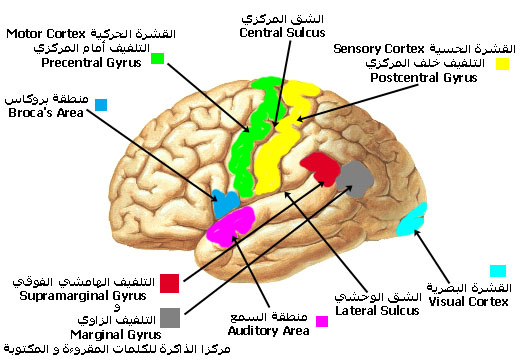 Motor Cortex القشرة الحركية
التلفيف أمام المركزي
Precentral Gyrus
الشق المركزي
Central Sulcus
Sensory Cortex القشرة الحسية
التلفيف خلف المركزي
Postcentral Gyrus
منطقة بروكاس
Broca's Area
التلفيف الهامشي الفوقي
Supramarginal Gyrus
و
التلفيف الزاوي
Marginal Gyrus
مركزا الذاكرة للكلمات المقروءة و المكتوبة
منطقة السمع
Auditory Area
الشق الوحشي
Lateral Sulcus
القشرة البصرية
Visual Cortex